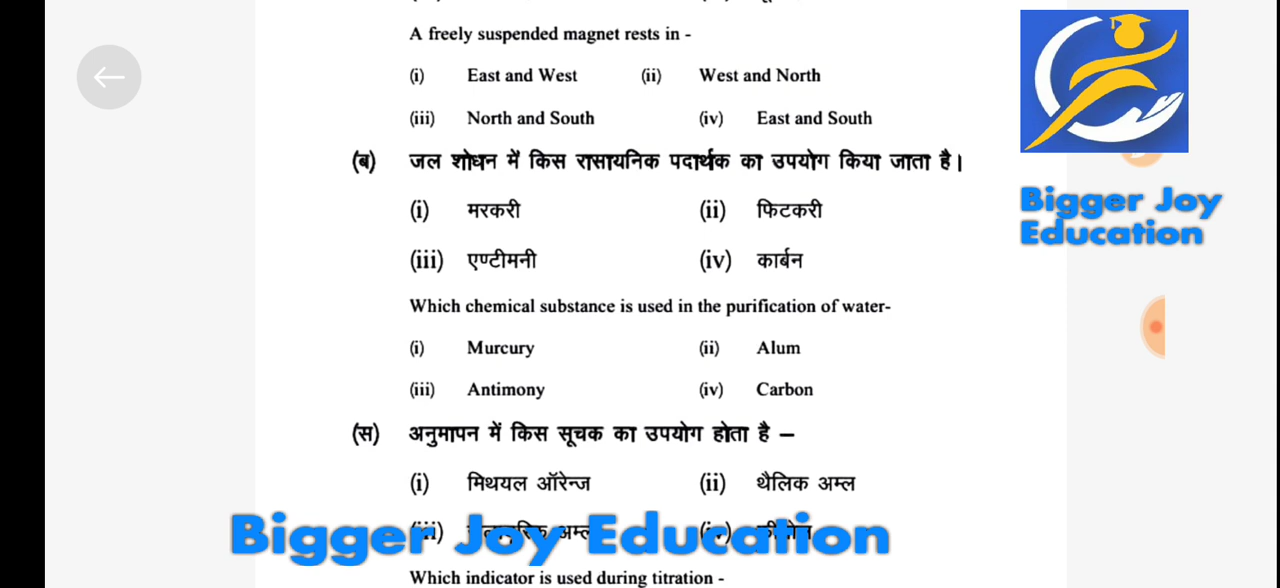 A freely suspended magnet rests in -
(i) East and West (ii) West and North
(iii) North and South (iv) East and South
(ब) जल शोधन में किस रासायनिक पदार्थक का उपयोग किया जाता है।
(i) मरकरी (ii) फिटकरी
(iii) एण्टीमनी (iv) कार्बन
Which chemical substance is used in the purification of water-
(i) Murcury (ii) Alum
(iii) Antimony (iv) Carbon
(स) अनुमापन में किस सूचक का उपयोग होता है –
(i) मिथयल ऑरेन्ज (ii) थैलिक अम्ल
(iii) अम्ल (iv)
Bigger Joy Education
Which indicator is used during titration -
Bigger Joy
Education